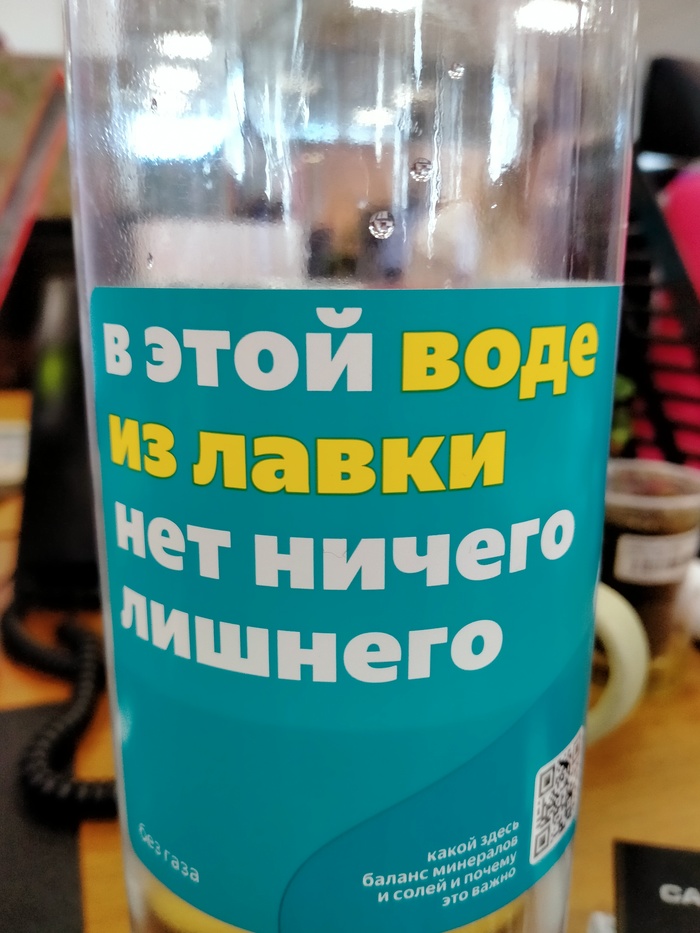 в этой воде
из лавки
нет ничего
лишнего
без газа
какой здесь
баланс минералов
и солей и почему
это важно